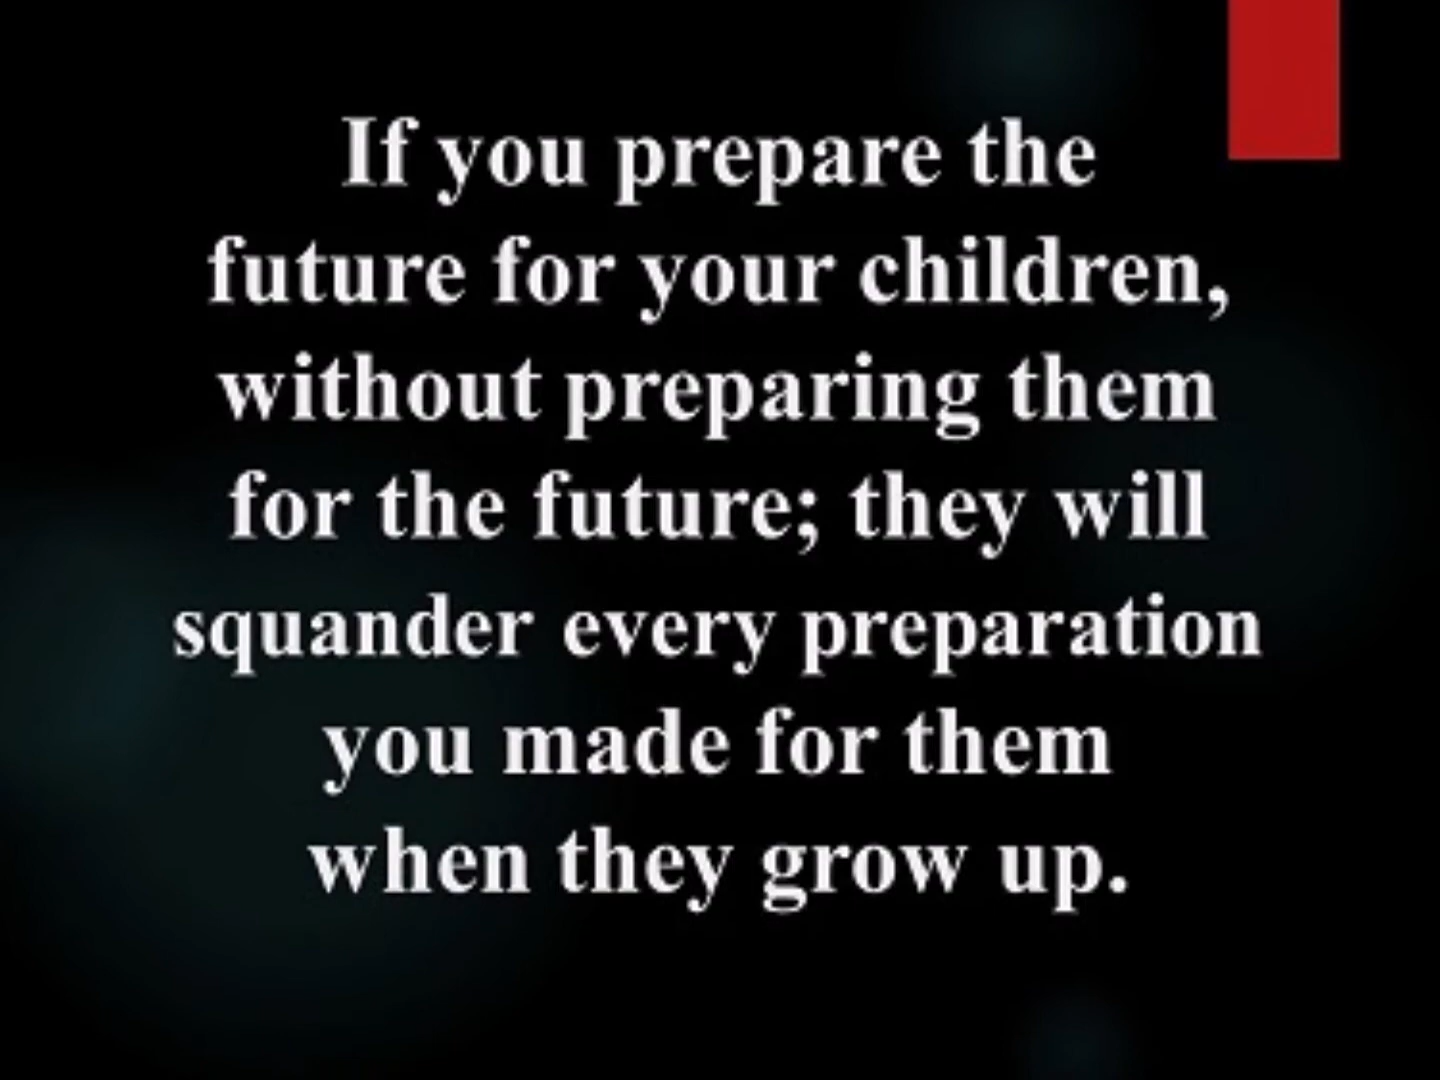 If you prepare the
future for your children,
without preparing them
for the future; they will
squander every preparation
you made for them
when they grow up.